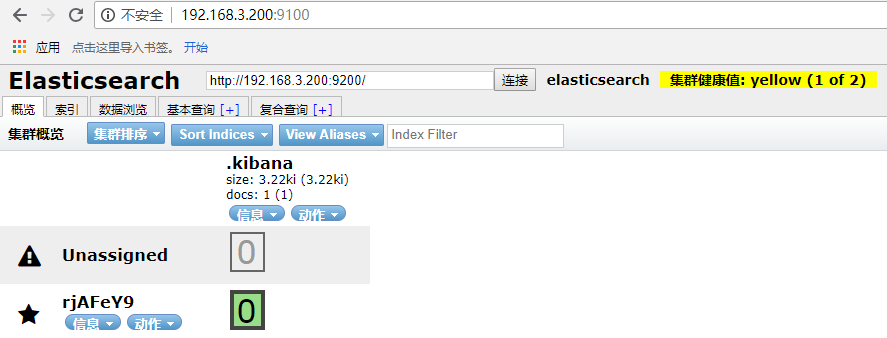 不安全 192.168.3.200:9100
应用 点击这里导入书签。 开始
Elasticsearch http://192.168.3.200:9200/ 连接 elasticsearch 集群健康值: yellow (1 of 2)
概览 索引 数据浏览 基本查询 [+] 复合查询 [+]
集群概览 集群排序 Sort Indices View Aliases Index Filter
.kibana
size: 3.22ki (3.22ki)
docs: 1 (1)
信息 动作
Unassigned 0
rjAFeY9 0
信息 动作